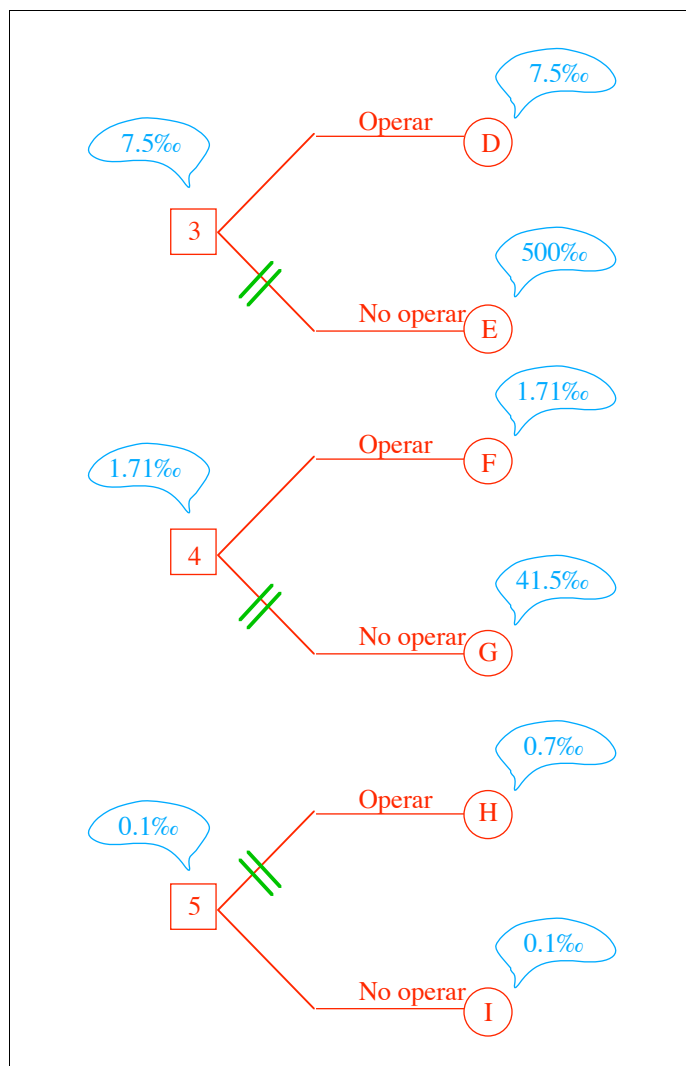 7.5‰
Operar
D
7.5‰
3
500‰
No operar
E
1.71‰
Operar
F
1.71‰
4
41.5‰
No operar
G
0.7‰
Operar
H
0.1‰
5
0.1‰
No operar
I